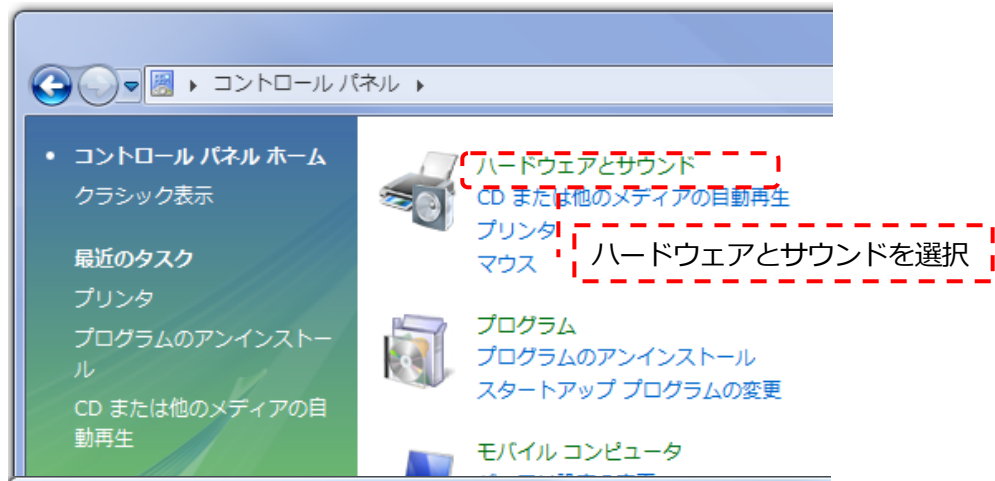 コントロール パネル
コントロール パネル ホーム
クラシック表示
最近のタスク
プリンタ
プログラムのアンインストー
ル
CD または他のメディアの自
動再生
ハードウェアとサウンド
CD または他のメディアの自動再生
プリンタ
マウス
ハードウェアとサウンドを選択
プログラム
プログラムのアンインストール
スタートアップ プログラムの変更
モバイル コンピュータ